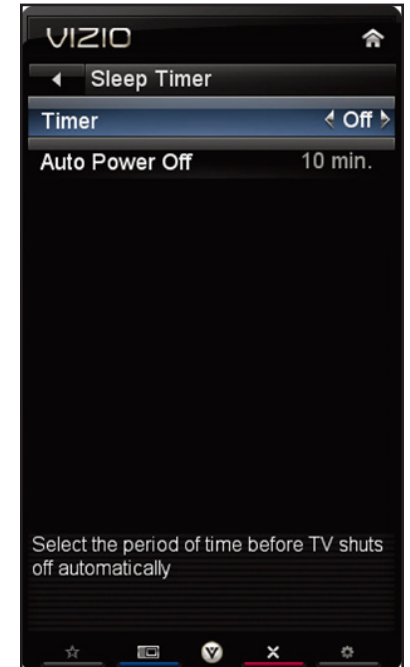 VIZIO
Sleep Timer
Timer Off
Auto Power Off 10 min.
Select the period of time before TV shuts
off automatically
V